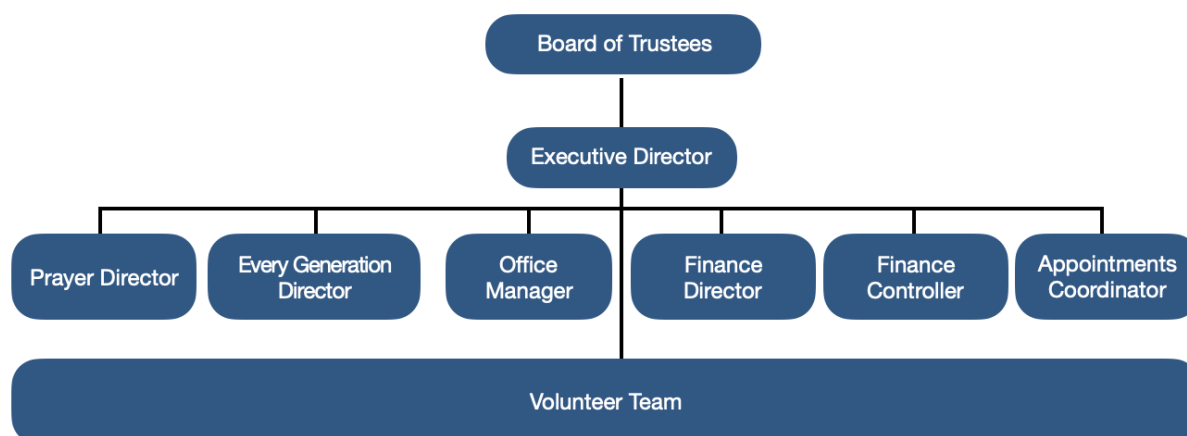 Board of Trustees
Executive Director
Prayer Director
Every Generation
Director
Office
Manager
Finance
Director
Finance
Controller
Appointments
Coordinator
Volunteer Team